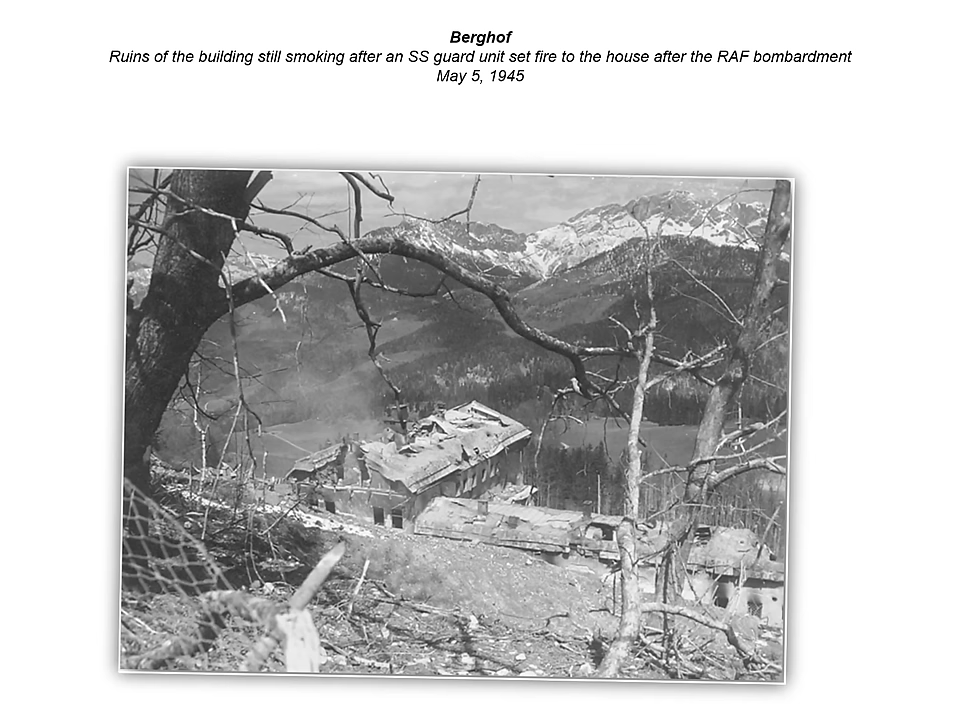 Berghof
Ruins of the building still smoking after an SS guard unit set fire to the house after the RAF bombardment
May 5, 1945